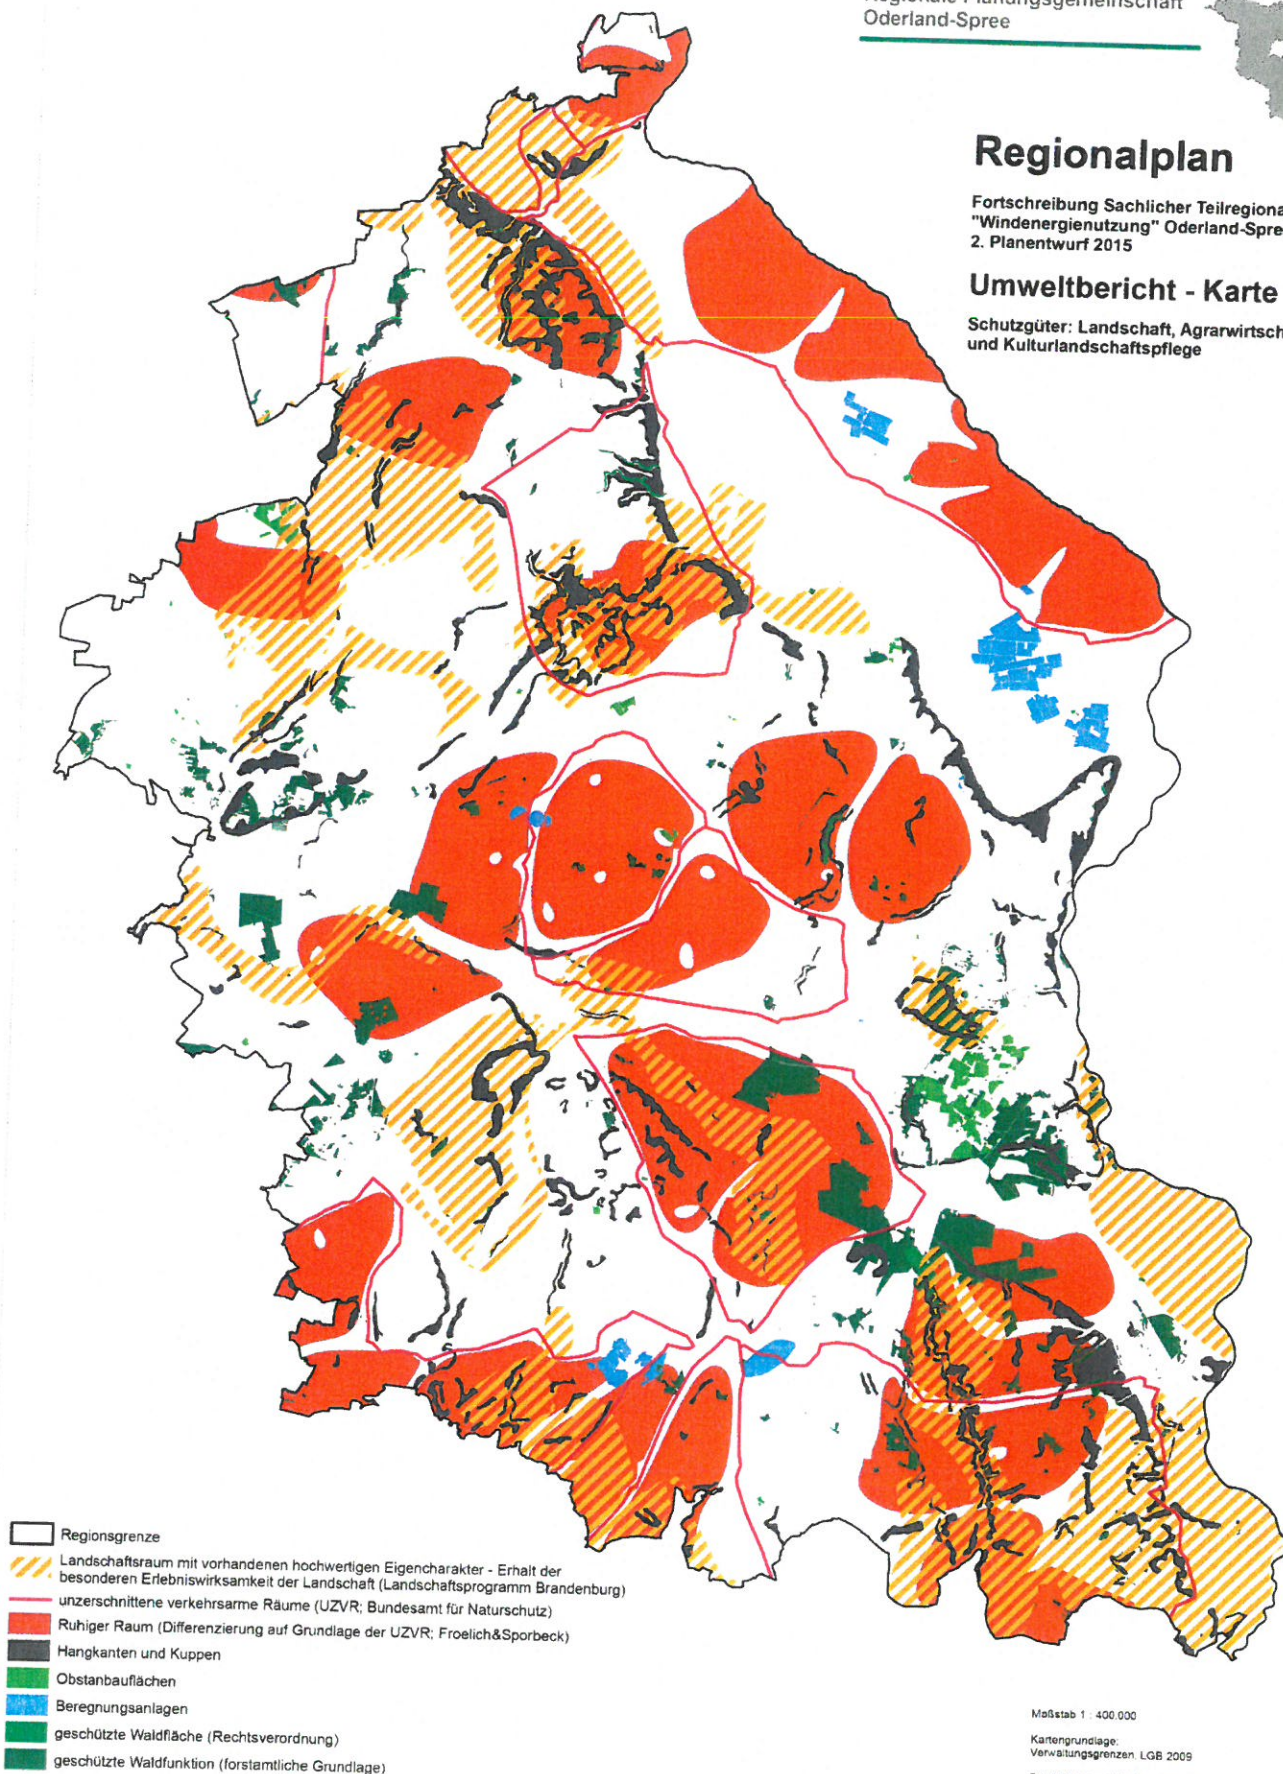 Regionale Planungsgemeinschaft
Oderland-Spree
Regionalplan
Fortschreibung Sachlicher Teilregiona
"Windenergienutzung" Oderland-Spre
2. Planentwurf 2015
Umweltbericht - Karte
Schutzgüter: Landschaft, Agrarwirtsch
und Kulturlandschaftspflege
Regionsgrenze
Landschaftsraum mit vorhandenen hochwertigen Eigencharakter - Erhalt der
besonderen Erlebniswirksamkeit der Landschaft (Landschaftsprogramm Brandenburg)
unzerschnittene verkehrsarme Räume (UZVR; Bundesamt für Naturschutz)
Ruhiger Raum (Differenzierung auf Grundlage der UZVR; Froelich&Sporbeck)
Hangkanten und Kuppen
Obstanbauflächen
Beregnungsanlagen
geschützte Waldfläche (Rechtsverordnung)
geschützte Waldfunktion (forstamtliche Grundlage)
Maßstab 1 : 400.000
Kartengrundlage:
Verwaltungsgrenzen, LGB 2009